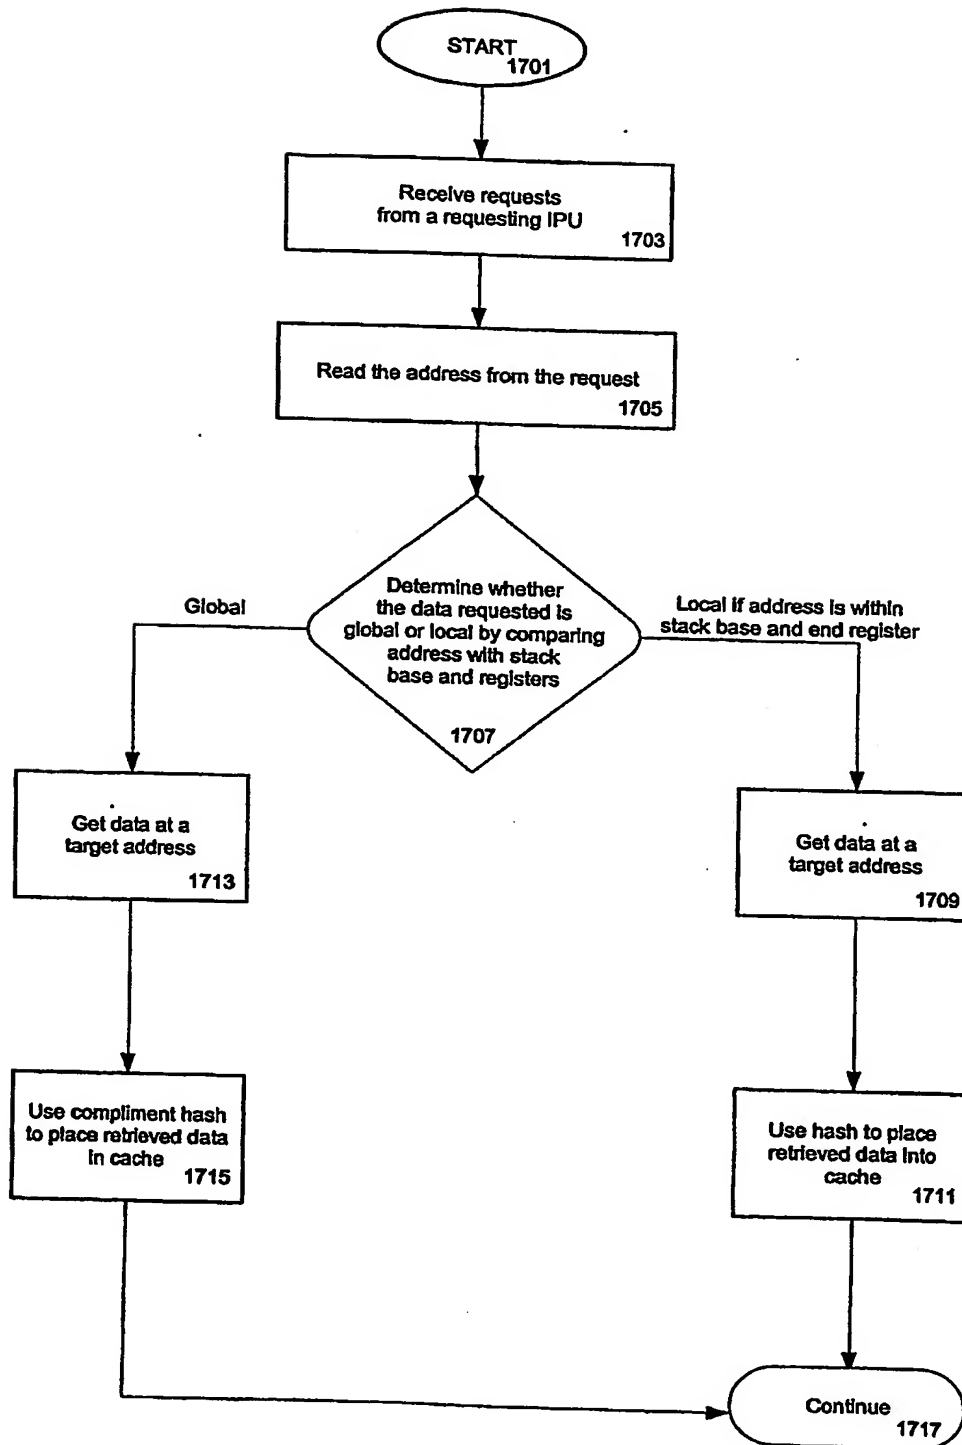 START
1701
Receive requests
from a requesting IPU
1703
Read the address from the request
1705
Determine whether
the data requested is
global or local by comparing
address with stack
base and registers
1707
Global
Local if address is within
stack base and end register
Get data at a
target address
1713
Get data at a
target address
1709
Use compliment hash
to place retrieved data
in cache
1715
Use hash to place
retrieved data into
cache
1711
Continue
1717